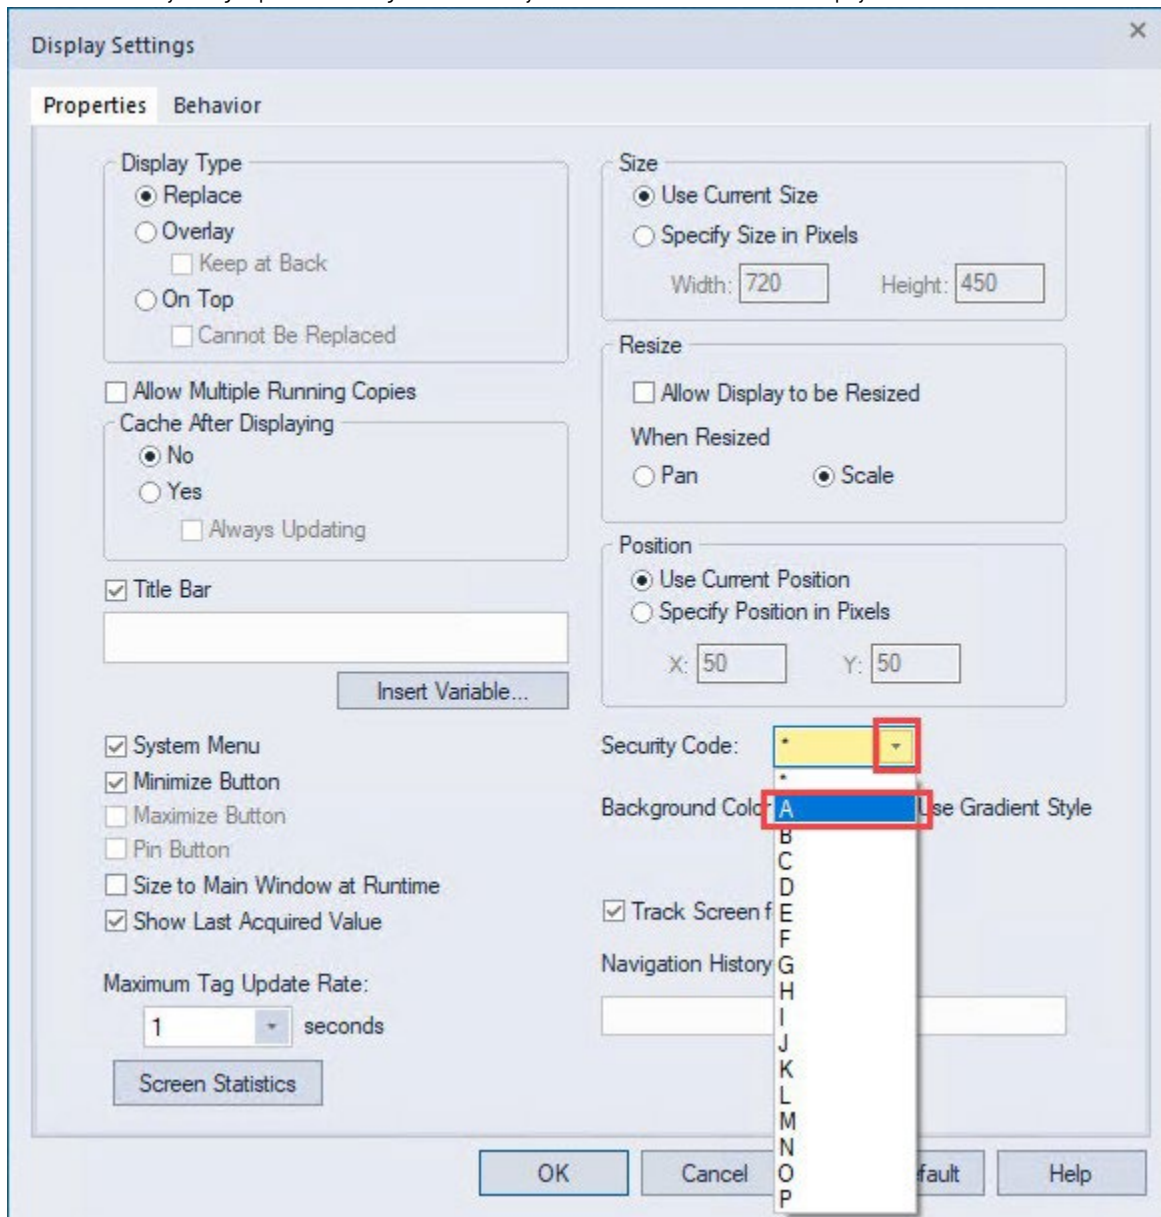 Display Settings
Properties Behavior
Display Type
Replace
Overlay
Keep at Back
On Top
Cannot Be Replaced
Allow Multiple Running Copies
Cache After Displaying
No
Yes
Always Updating
Title Bar
Insert Variable...
System Menu
Minimize Button
Maximize Button
Pin Button
Size to Main Window at Runtime
Show Last Acquired Value
Maximum Tag Update Rate:
1 seconds
Screen Statistics
Size
Use Current Size
Specify Size in Pixels
Width: 720 Height: 450
Resize
Allow Display to be Resized
When Resized
Pan Scale
Position
Use Current Position
Specify Position in Pixels
X: 50 Y: 50
Security Code: *
*
Background Colo A Use Gradient Style
B
C
D
Track Screen f E
F
Navigation History G
H
I
J
K
L
M
N
O
P
OK Cancel fault Help